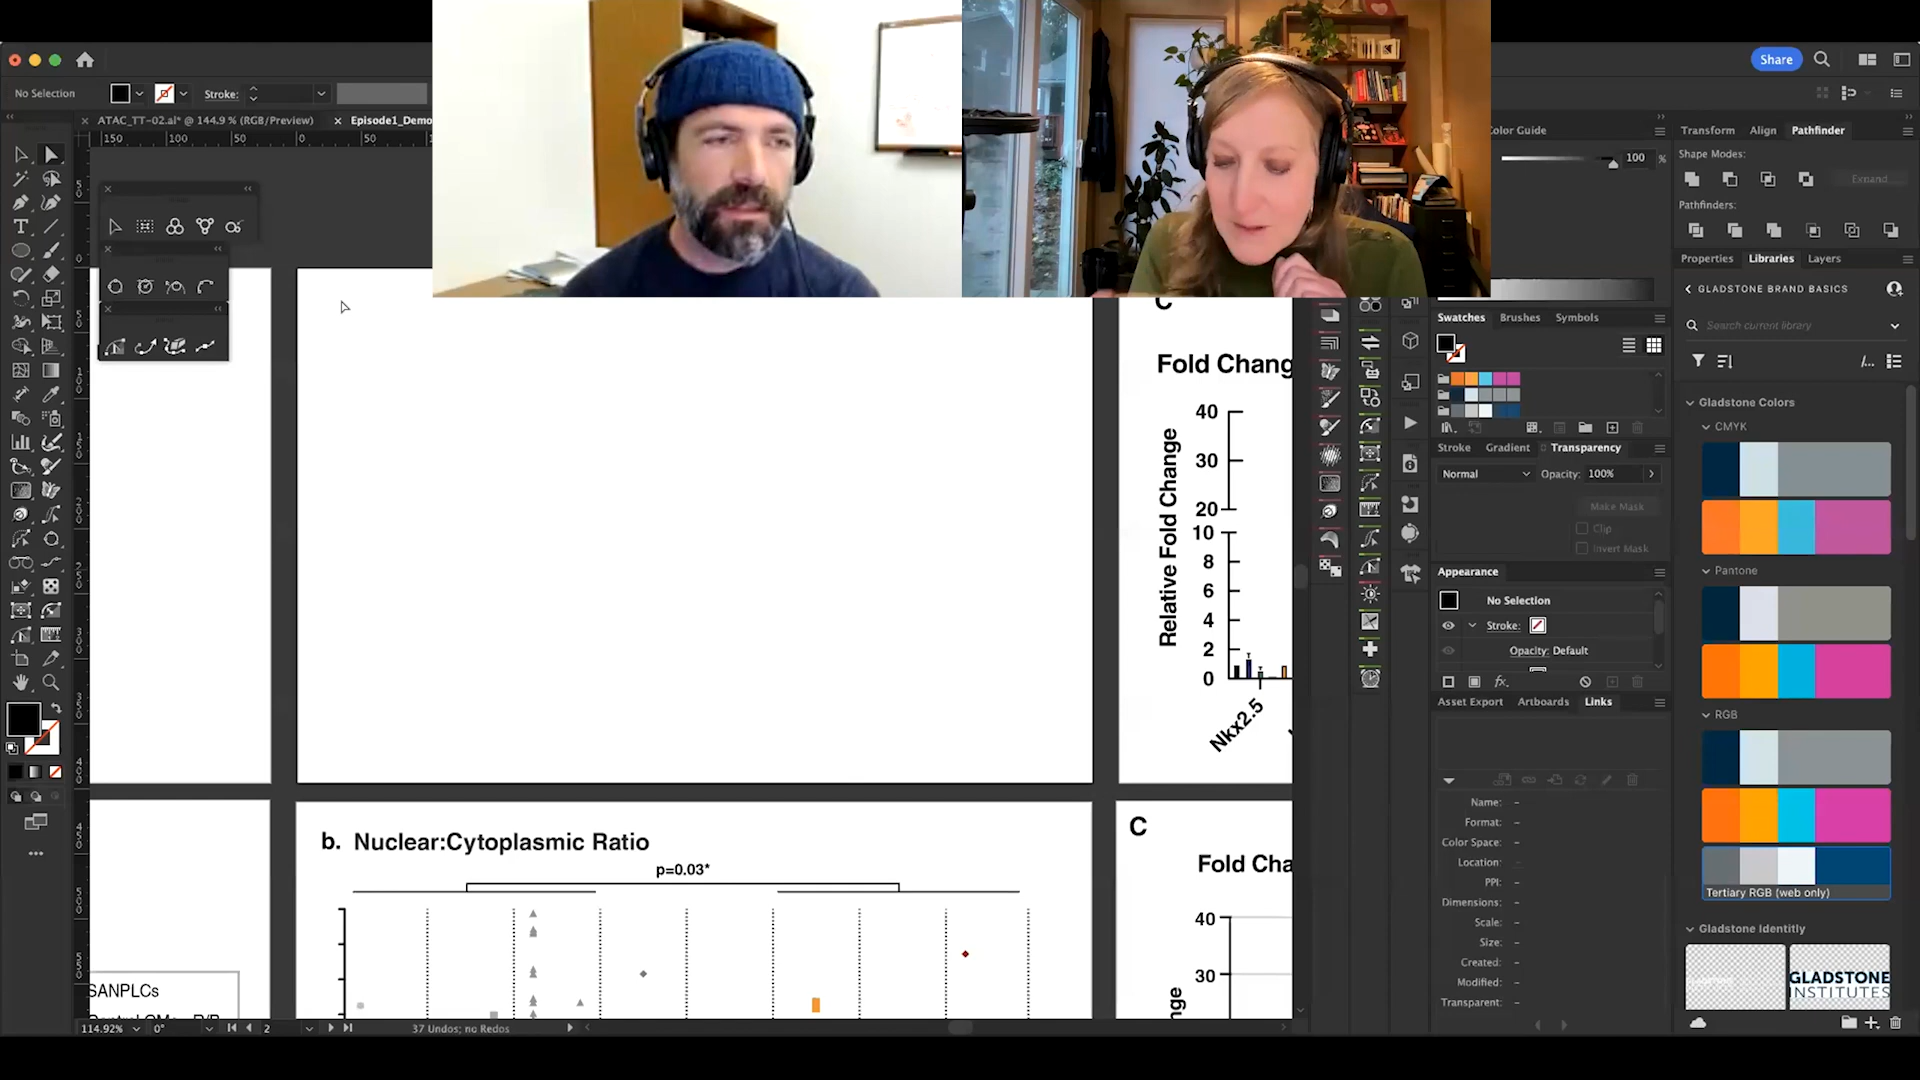 Share
No Selection
Stroke:
ATAC_TT-02.ai* @ 144.9 % (RGB/Preview)
Episode1_Demo
150 100 50 0 50
Color Guide
100 %
Transform Align Pathfinder
Shape Modes:
Expand
Pathfinders:
Properties Libraries Layers
GLADSTONE BRAND BASICS
Search current library
Gladstone Colors
CMYK
Pantone
RGB
Tertiary RGB (web only)
Gladstone Identitly
GLADSTONE
INSTITUTES
Swatches Brushes Symbols
Stroke Gradient Transparency
Normal Opacity: 100%
Make Mask
Clip
Invert Mask
Appearance
No Selection
Stroke:
Opacity: Default
fx
Asset Export Artboards Links
Name: –
Format: –
Color Space: –
Location: –
PPI: –
Dimensions: –
Scale: –
Size: –
Created: –
Modified: –
Transparent: –
C
Fold Chang
Relative Fold Change
40
30
20
10
8
6
4
2
0
Nkx2.5
b. Nuclear:Cytoplasmic Ratio
p=0.03*
C
Fold Cha
40
30
nge
SANPLCs
114.92% 0° 2 37 Undos; no Redos